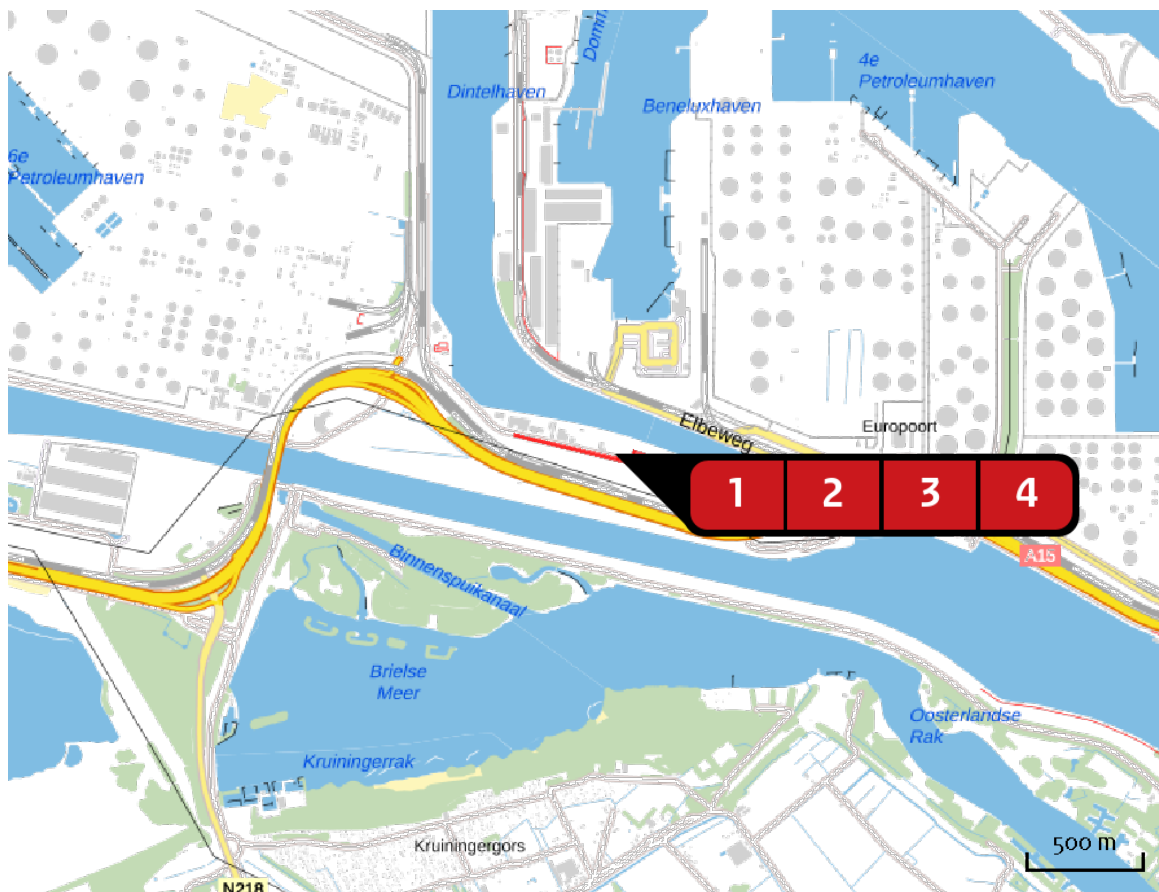 Domm
Dintelhaven
4e
Petroleumhaven
Beneluxhaven
6e
Petroleumhaven
Elbeweg
Europoort
1 2 3 4
A15
Binnenspuikanaal
Brielse
Meer
Oosterlandse
Rak
Kruiningerrak
500 m
Kruiningergors
N218